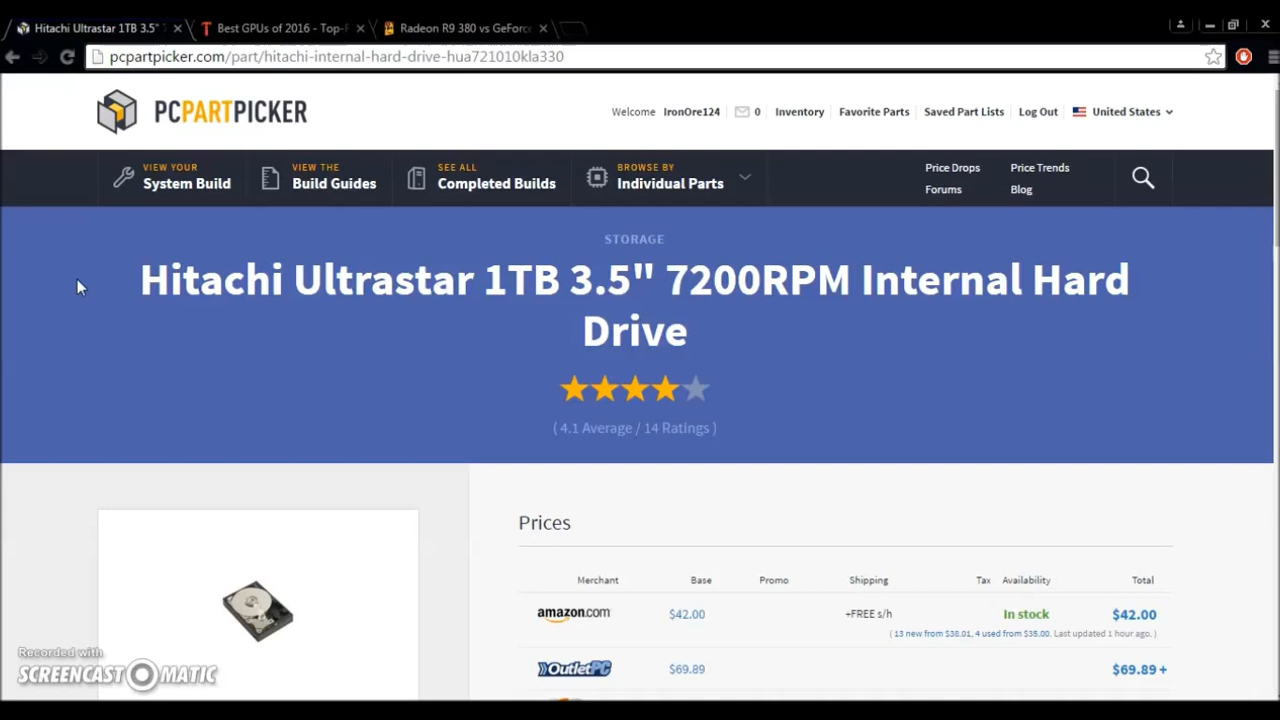 Hitachi Ultrastar 1TB 3.5"
Best GPUs of 2016 - Top-
Radeon R9 380 vs GeForce
pcpartpicker.com/part/hitachi-internal-hard-drive-hua721010kla330
PCPARTPICKER
Welcome IronOre124 0 Inventory Favorite Parts Saved Part Lists Log Out United States
VIEW YOUR
System Build
VIEW THE
Build Guides
SEE ALL
Completed Builds
BROWSE BY
Individual Parts
Price Drops Price Trends
Forums Blog
STORAGE
Hitachi Ultrastar 1TB 3.5" 7200RPM Internal Hard
Drive
( 4.1 Average / 14 Ratings )
Prices
Merchant Base Promo Shipping Tax Availability Total
amazon.com $42.00 +FREE s/h In stock $42.00
( 13 new from $38.01, 4 used from $35.00. Last updated 1 hour ago. )
OutletPC $69.89 $69.89 +
Recorded with
SCREENCAST MATIC